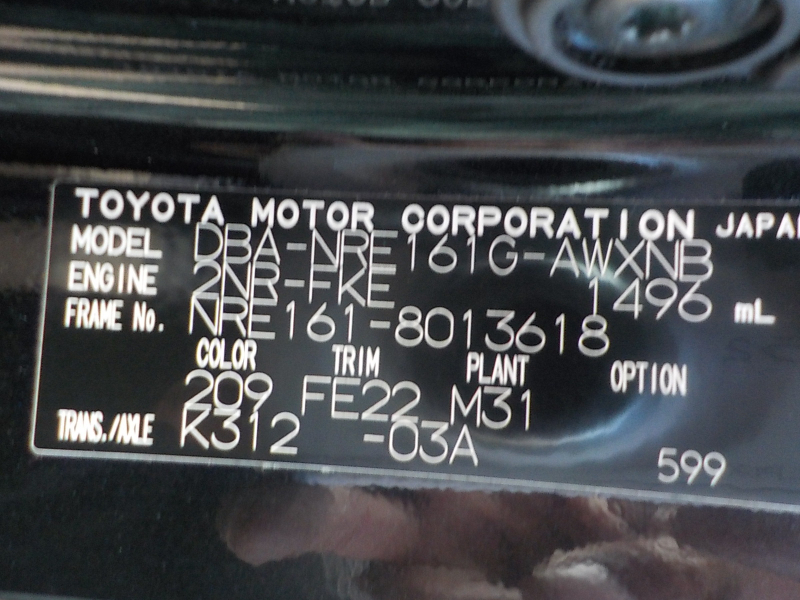 TOYOTA MOTOR CORPORATION JAPAN
MODEL DBA-NRE161G-AWXNB
ENGINE 2NR-FKE 1496 mL
FRAME No. NRE161-8013618
COLOR TRIM PLANT OPTION
209 FE22 M31
TRANS./AXLE K312 -03A
599